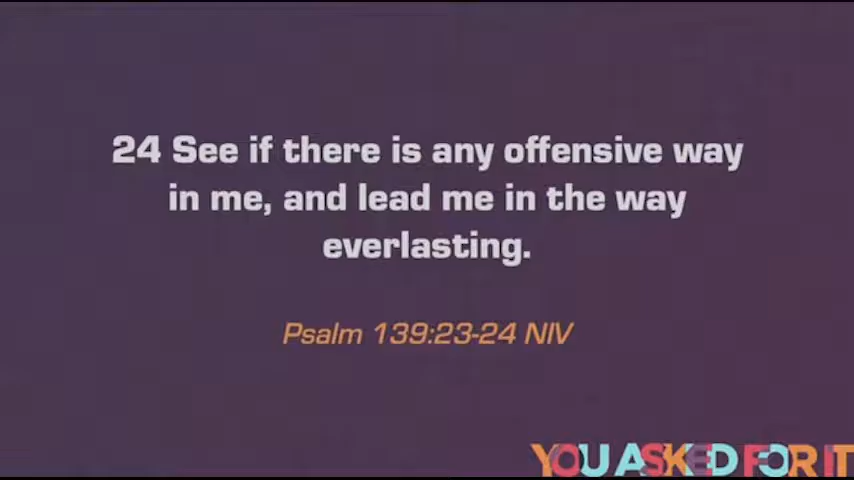 24 See if there is any offensive way
in me, and lead me in the way
everlasting.
Psalm 139:23-24 NIV
YOU ASKED FOR IT